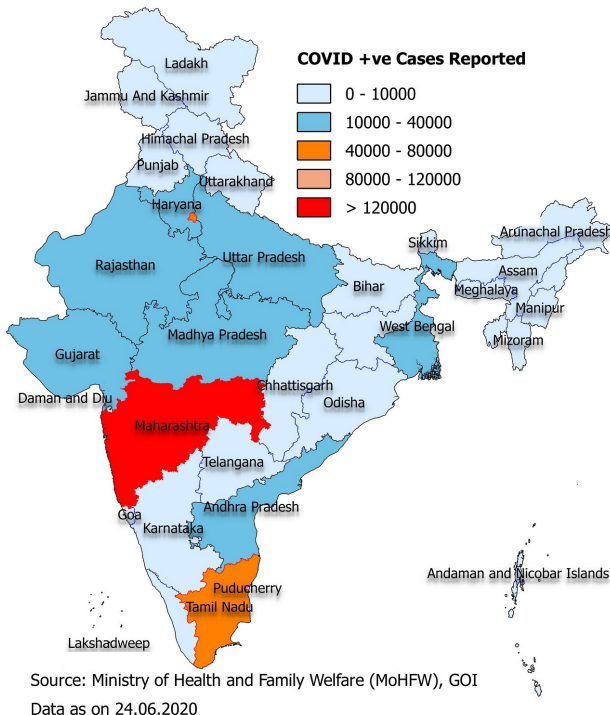 COVID +ve Cases Reported
0 - 10000
10000 - 40000
40000 - 80000
80000 - 120000
> 120000
Ladakh
Jammu And Kashmir
Himachal Pradesh
Punjab
Uttarakhand
Haryana
Arunachal Pradesh
Sikkim
Rajasthan
Uttar Pradesh
Assam
Bihar
Meghalaya
Manipur
West Bengal
Madhya Pradesh
Mizoram
Gujarat
Chhattisgarh
Daman and Diu
Odisha
Maharashtra
Telangana
Andhra Pradesh
Goa
Karnataka
Andaman and Nicobar Islands
Puducherry
Tamil Nadu
Lakshadweep
Source: Ministry of Health and Family Welfare (MoHFW), GOI
Data as on 24.06.2020